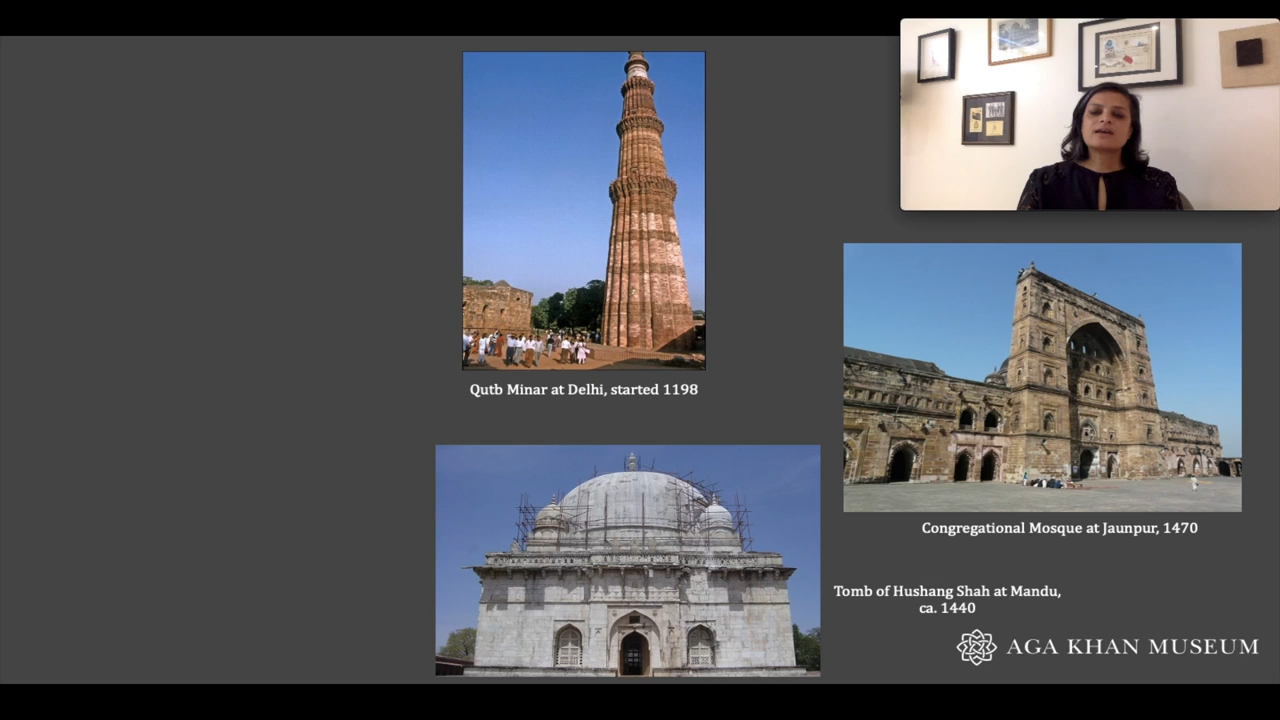 Qutb Minar at Delhi, started 1198
Congregational Mosque at Jaunpur, 1470
Tomb of Hushang Shah at Mandu,
ca. 1440
AGA KHAN MUSEUM